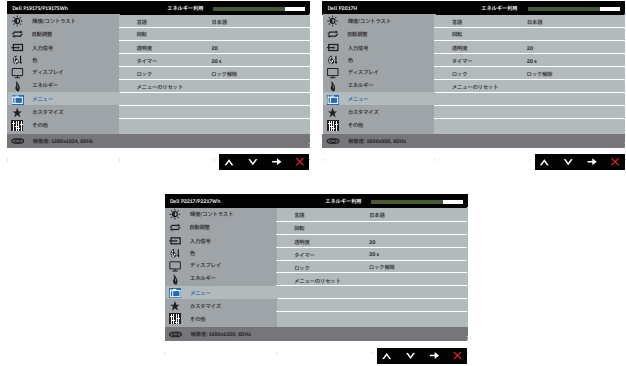 Dell P1917S/P1917SWh エネルギー利用
輝度/コントラスト 言語 日本語
自動調整 回転
入力信号 透明度 20
色 タイマー 20 s
ディスプレイ ロック ロック解除
エネルギー メニューのリセット
メニュー
カスタマイズ
その他
解像度: 1280x1024, 60Hz
Dell P2017H エネルギー利用
輝度/コントラスト 言語 日本語
自動調整 回転
入力信号 透明度 20
色 タイマー 20 s
ディスプレイ ロック ロック解除
エネルギー メニューのリセット
メニュー
カスタマイズ
その他
解像度: 1600x900, 60Hz
Dell P2217/P2217Wh エネルギー利用
輝度/コントラスト 言語 日本語
自動調整 回転
入力信号 透明度 20
色 タイマー 20 s
ディスプレイ ロック ロック解除
エネルギー メニューのリセット
メニュー
カスタマイズ
その他
解像度: 1680x1050, 60Hz